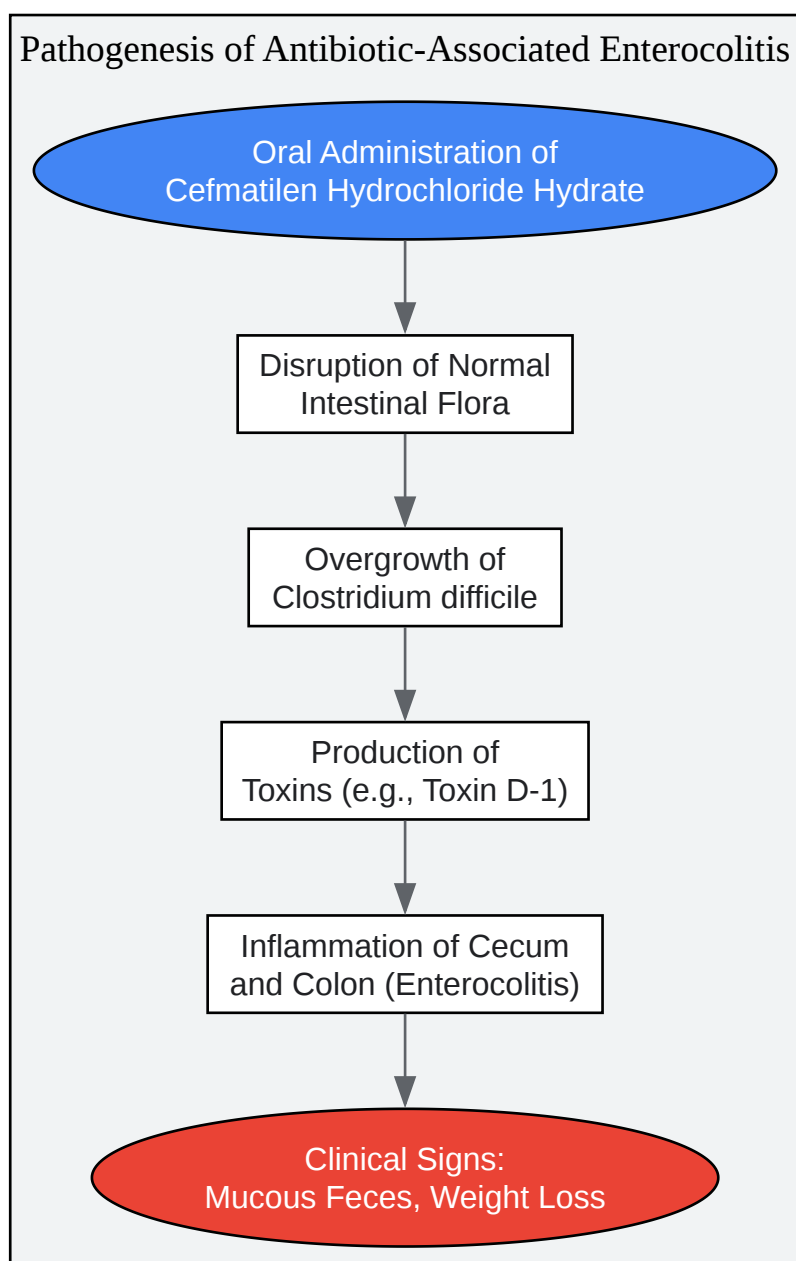 Pathogenesis of Antibiotic-Associated Enterocolitis
Oral Administration of
Cefmatilen Hydrochloride Hydrate
Disruption of Normal
Intestinal Flora
Overgrowth of
Clostridium difficile
Production of
Toxins (e.g., Toxin D-1)
Inflammation of Cecum
and Colon (Enterocolitis)
Clinical Signs:
Mucous Feces, Weight Loss